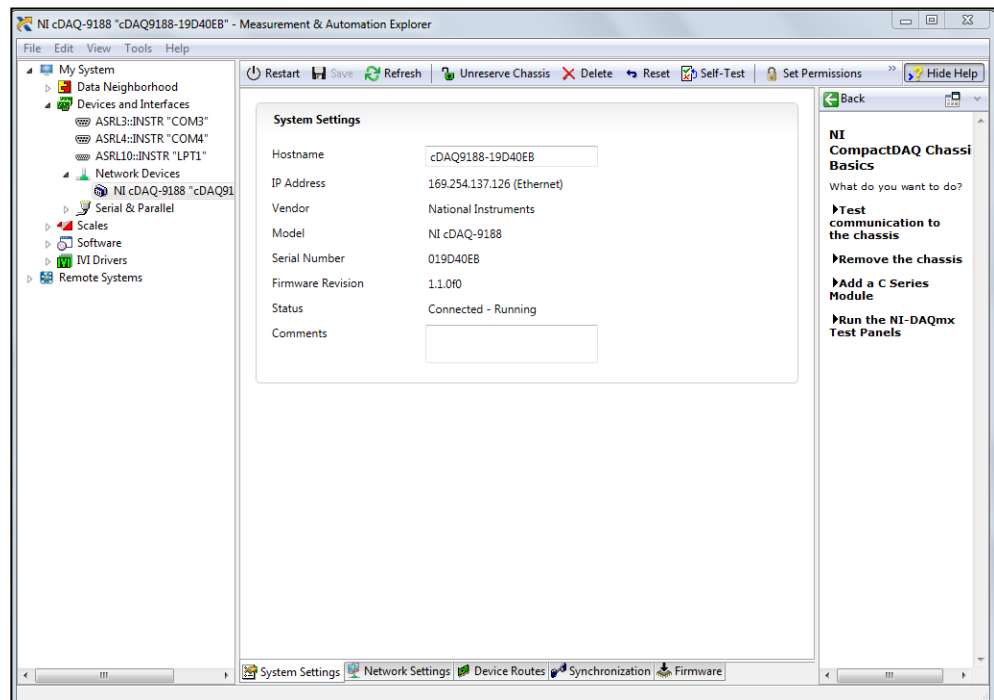 NI cDAQ-9188 "cDAQ9188-19D40EB" - Measurement & Automation Explorer
File Edit View Tools Help
My System
Data Neighborhood
Devices and Interfaces
ASRL3::INSTR "COM3"
ASRL4::INSTR "COM4"
ASRL10::INSTR "LPT1"
Network Devices
NI cDAQ-9188 "cDAQ91
Serial & Parallel
Scales
Software
IVI Drivers
Remote Systems
Restart Save Refresh Unreserve Chassis Delete Reset Self-Test Set Permissions » Hide Help
System Settings
Hostname cDAQ9188-19D40EB
IP Address 169.254.137.126 (Ethernet)
Vendor National Instruments
Model NI cDAQ-9188
Serial Number 019D40EB
Firmware Revision 1.1.0f0
Status Connected - Running
Comments
System Settings Network Settings Device Routes Synchronization Firmware
Back
NI
CompactDAQ Chassi
Basics
What do you want to do?
Test
communication to
the chassis
Remove the chassis
Add a C Series
Module
Run the NI-DAQmx
Test Panels